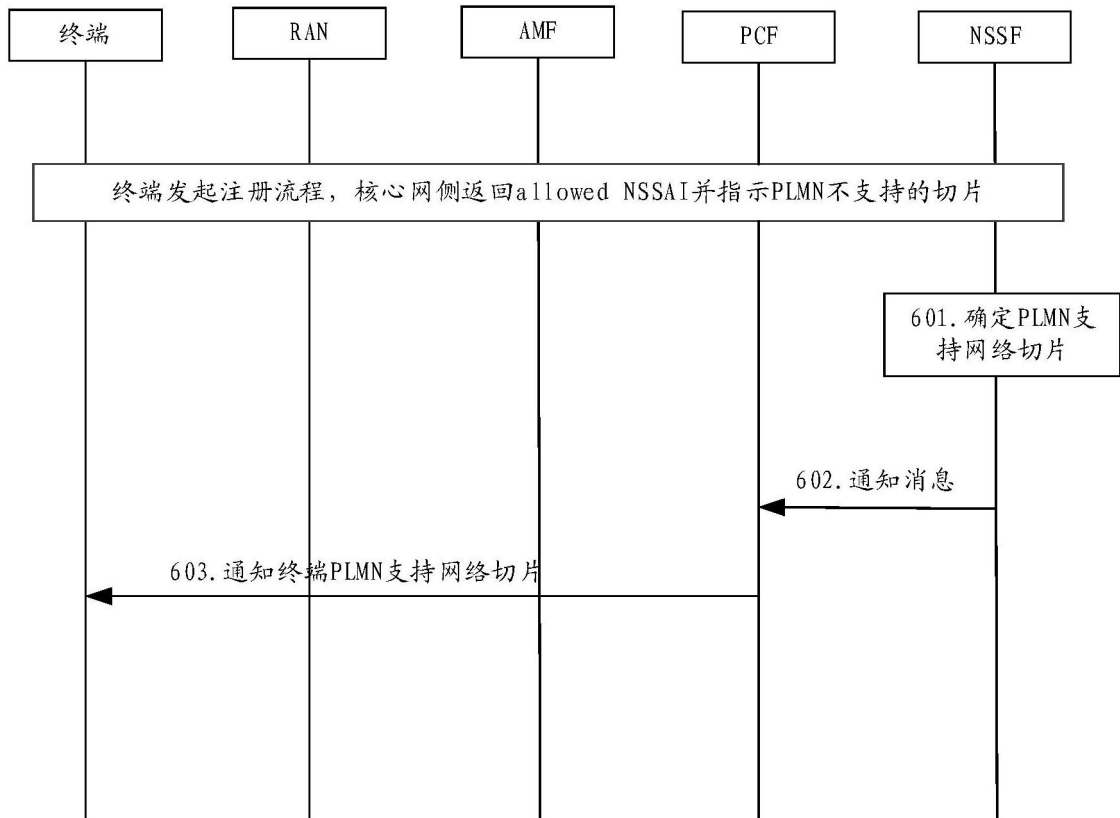 终端
RAN
AMF
PCF
NSSF
终端发起注册流程，核心网侧返回allowed NSSAI并指示PLMN不支持的切片
601.确定PLMN支
持网络切片
602.通知消息
603.通知终端PLMN支持网络切片